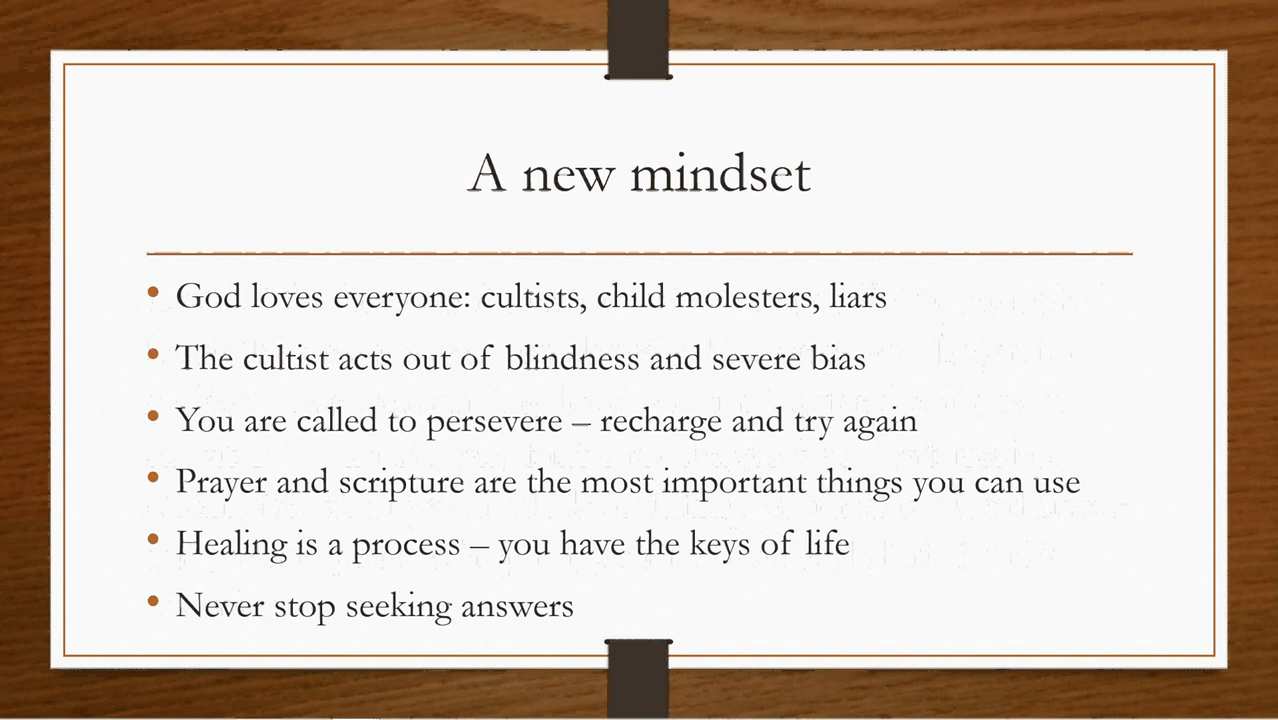 A new mindset
• God loves everyone: cultists, child molesters, liars
• The cultist acts out of blindness and severe bias
• You are called to persevere – recharge and try again
• Prayer and scripture are the most important things you can use
• Healing is a process – you have the keys of life
• Never stop seeking answers